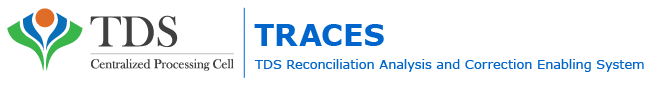 TDS
Centralized Processing Cell
TRACES
TDS Reconciliation Analysis and Correction Enabling System